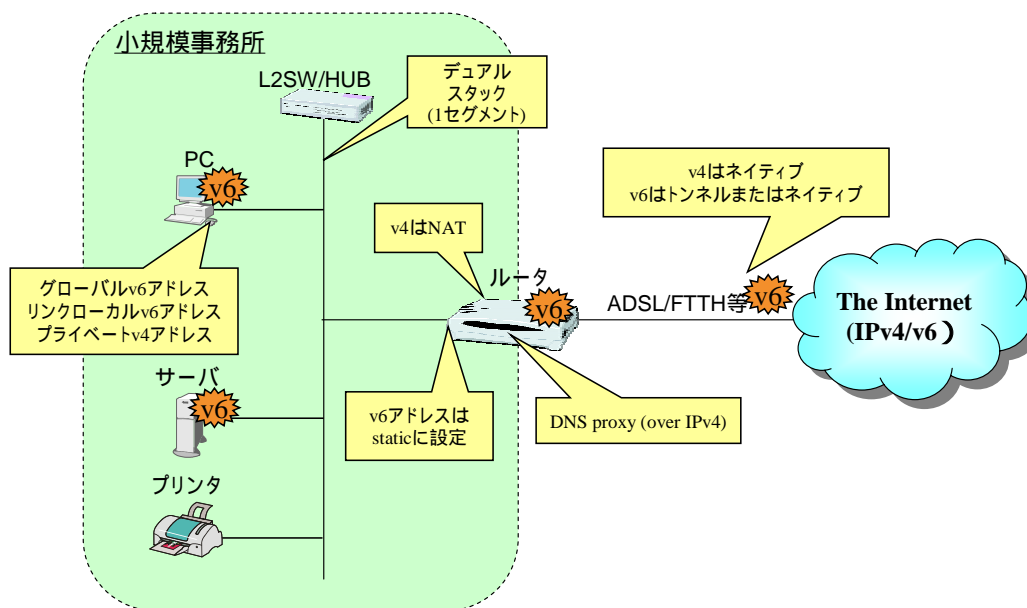 小規模事務所
L2SW/HUB
デュアル
スタック
(1セグメント)
PC
v6
v4はネイティブ
v6はトンネルまたはネイティブ
v4はNAT
グローバルv6アドレス
リンクローカルv6アドレス
プライベートv4アドレス
ルータ
v6
ADSL/FTTH等
v6
The Internet
(IPv4/v6）
サーバ
v6
v6アドレスは
staticに設定
DNS proxy (over IPv4)
プリンタ